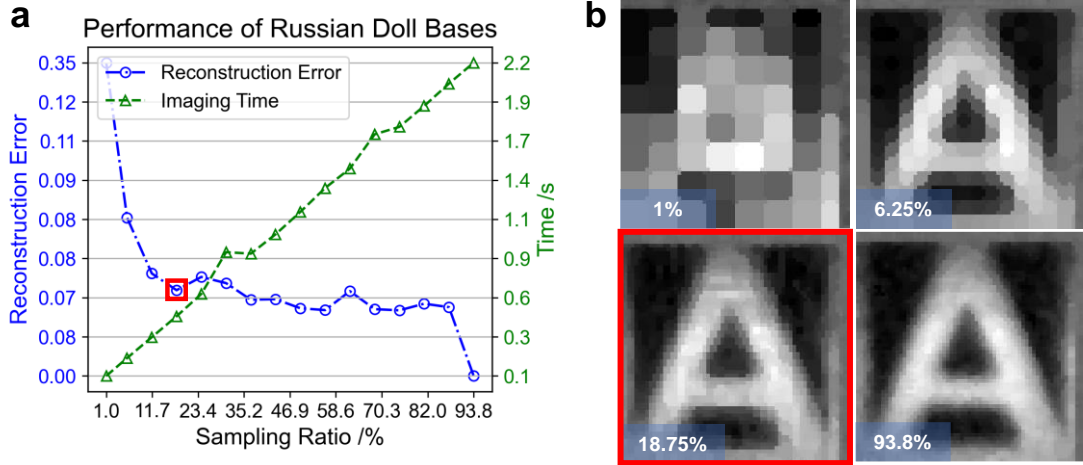 a
Performance of Russian Doll Bases
Reconstruction Error
Imaging Time
Reconstruction Error
0.35
0.12
0.11
0.09
0.08
0.08
0.07
0.08
0.00
2.2
1.9
1.7
1.4
1.1
0.9
0.6
0.3
0.1
Time /s
1.0 11.7 23.4 35.2 46.9 58.6 70.3 82.0 93.8
Sampling Ratio /%
b
A
1%
6.25%
A
A
18.75%
93.8%